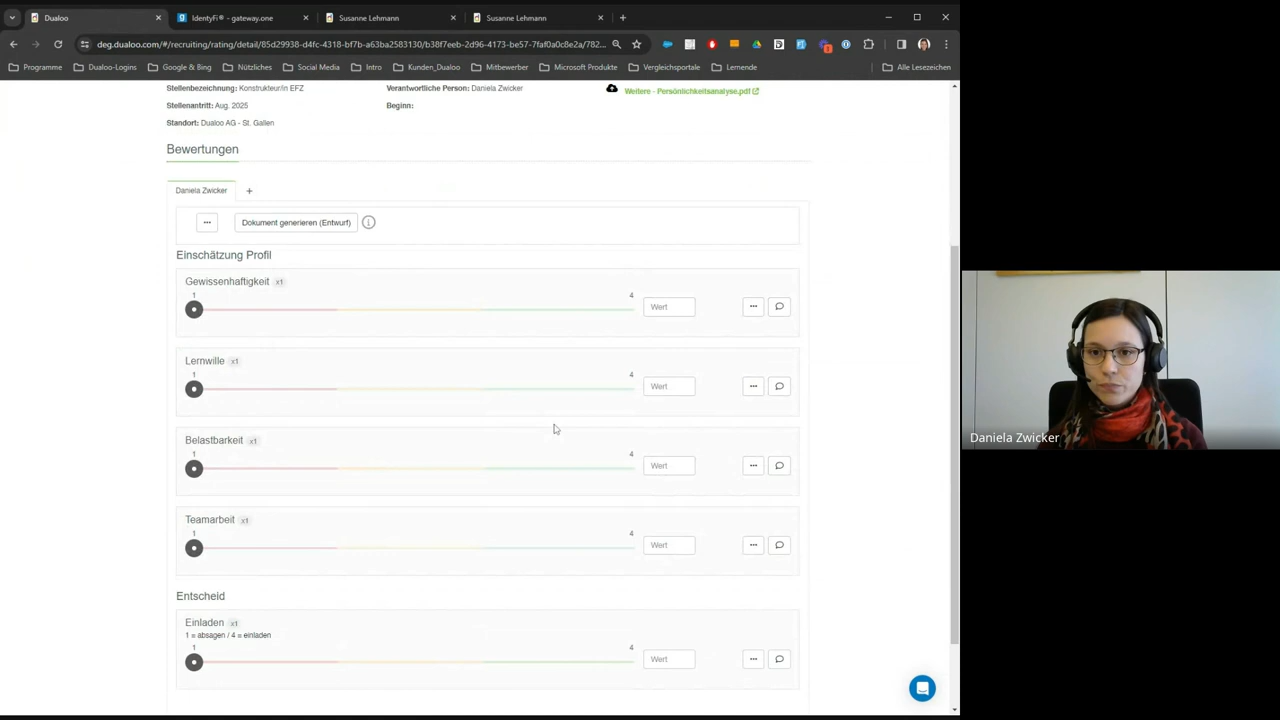 Dualoo
IdentyFi® - gateway.one
Susanne Lehmann
Susanne Lehmann
deg.dualoo.com/#/recruiting/rating/detail/85d29938-d4fc-4318-bf7b-a63ba2583130/b38f7eeb-2d96-4173-be57-7faf0a0c8e2a/782...
Programme
Dualoo-Logins
Google & Bing
Nützliches
Social Media
Intro
Kunden_Dualoo
Mitbewerber
Microsoft Produkte
Vergleichsportale
Lernende
Alle Lesezeichen
Stellenbezeichnung: Konstrukteur/in EFZ
Verantwortliche Person: Daniela Zwicker
Weitere - Persönlichkeitsanalyse.pdf
Stellenantritt: Aug. 2025
Beginn:
Standort: Dualoo AG - St. Gallen
Bewertungen
Daniela Zwicker
+
Dokument generieren (Entwurf)
Einschätzung Profil
Gewissenhaftigkeit x1
1
4
Wert
Lernwille x1
1
4
Wert
Belastbarkeit x1
1
4
Wert
Teamarbeit x1
1
4
Wert
Entscheid
Einladen x1
1 = absagen / 4 = einladen
1
4
Wert
Daniela Zwicker